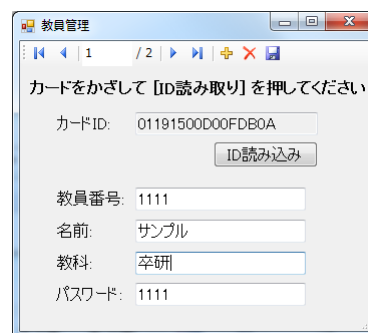 教員管理
1 / 2
カードをかざして [ID読み取り] を押してください
カードID: 01191500D00FDB0A
ID読み込み
教員番号: 1111
名前: サンプル
教科: 卒研
パスワード: 1111